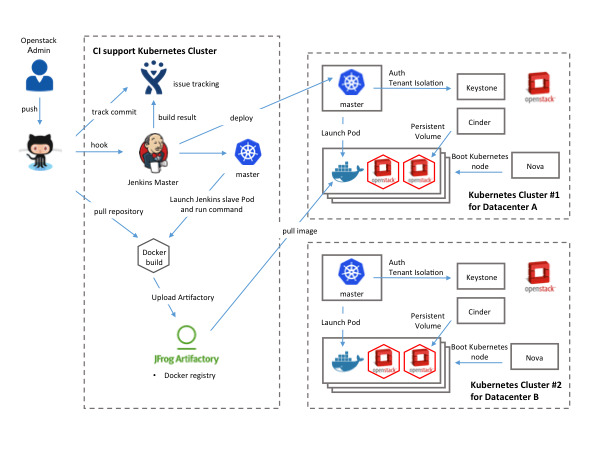 Openstack
Admin
push
CI support Kubernetes Cluster
issue tracking
track commit
build result
deploy
hook
Jenkins Master
master
pull repository
Launch Jenkins slave Pod
and run command
Docker
build
Upload Artifactory
JFrog Artifactory
• Docker registry
pull image
master
Auth
Tenant Isolation
Keystone
openstack
Launch Pod
Persistent
Volume
Cinder
openstack
openstack
Boot Kubernetes
node
Nova
Kubernetes Cluster #1
for Datacenter A
master
Auth
Tenant Isolation
Keystone
openstack
Launch Pod
Persistent
Volume
Cinder
openstack
openstack
Boot Kubernetes
node
Nova
Kubernetes Cluster #2
for Datacenter B